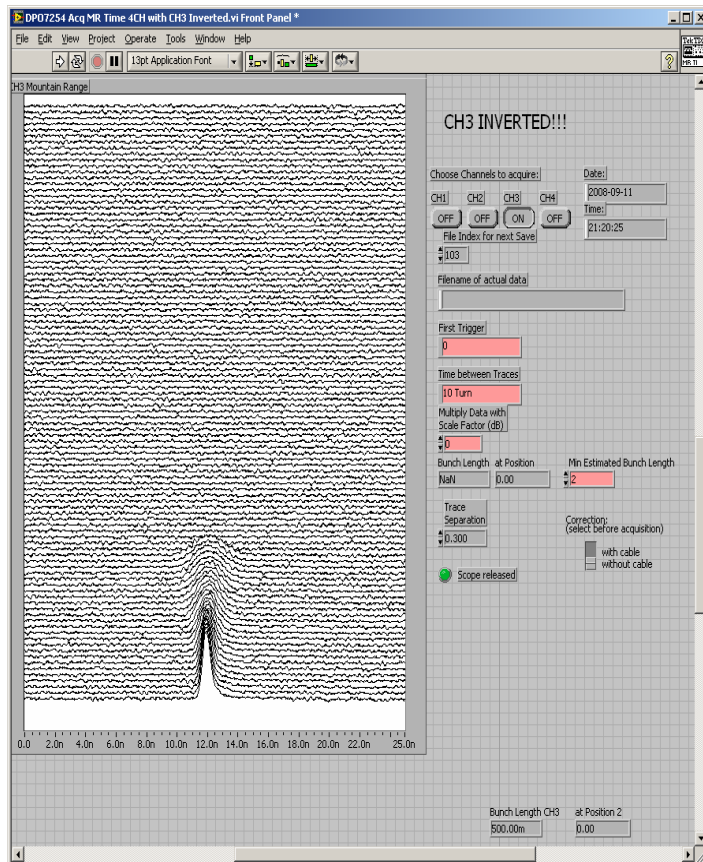 DPO7254 Acq MR Time 4CH with CH3 Inverted.vi Front Panel *
File Edit View Project Operate Tools Window Help
13pt Application Font
?
CH3 Mountain Range
CH3 INVERTED!!!
Choose Channels to acquire:
Date:
CH1 CH2 CH3 CH4
2008-09-11
OFF OFF ON OFF
Time:
21:20:25
File Index for next Save
103
Filename of actual data
First Trigger
0
Time between Traces
10 Turn
Multiply Data with
Scale Factor (dB)
0
Bunch Length at Position Min Estimated Bunch Length
NaN 0.00 2
Trace
Separation
0.300
Correction:
(select before acquisition)
with cable
without cable
Scope released
0.0 2.0n 4.0n 6.0n 8.0n 10.0n 12.0n 14.0n 16.0n 18.0n 20.0n 22.0n 25.0n
Bunch Length CH3 at Position 2
500.00m 0.00